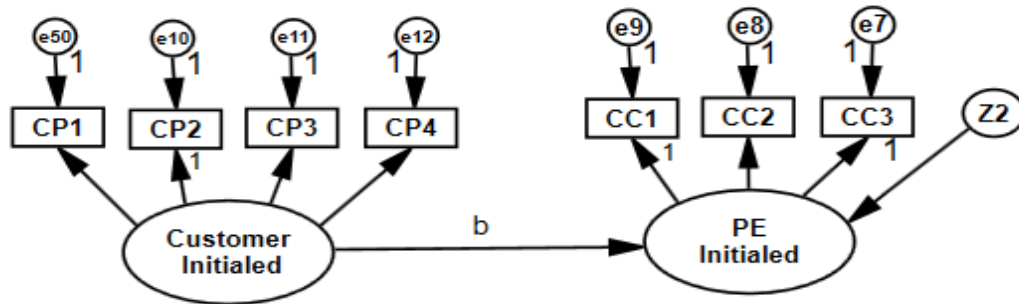 e50 e10 e11 e12 e9 e8 e7
1 1 1 1 1 1 1
CP1 CP2 CP3 CP4 CC1 CC2 CC3 Z2
1 1 1
b
Customer
Initialed
PE
Initialed